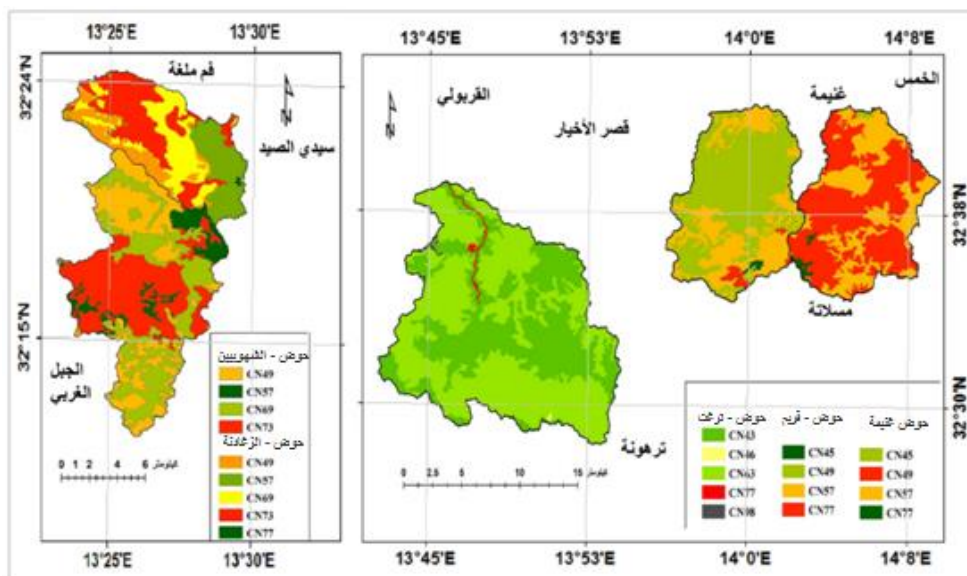 13°25'E
13°30'E
32°24'N
32°15'N
13°25'E
13°30'E
فم ملغة
سيدي الصيد
الجبل
الغربي
حوض - الشهوبيين
CN49
CN57
CN69
CN73
حوض - الزغادنة
CN49
CN57
CN69
CN73
CN77
0 1 2 4 6
كيلومتر
13°45'E
13°53'E
14°0'E
14°8'E
القربولي
قصر الأخيار
غنيمة
الخمس
مسلاتة
ترهونة
32°38'N
32°30'N
0 2.5 5 10 15
كيلومتر
حوض - ترغت
CN43
CN46
CN63
CN77
CN98
حوض - قريم
CN45
CN49
CN57
CN77
حوض غنيمة
CN45
CN49
CN57
CN77
13°45'E
13°53'E
14°0'E
14°8'E